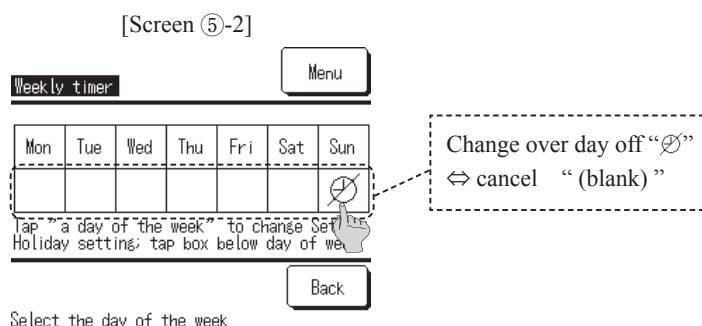 [Screen ⑤-2]
Menu
Weekly timer
Mon Tue Wed Thu Fri Sat Sun
Change over day off “ ”
⇔ cancel “ (blank) ”
Tap "a day of the week" to change
Holiday setting; tap box below day of
Back
Select the day of the week